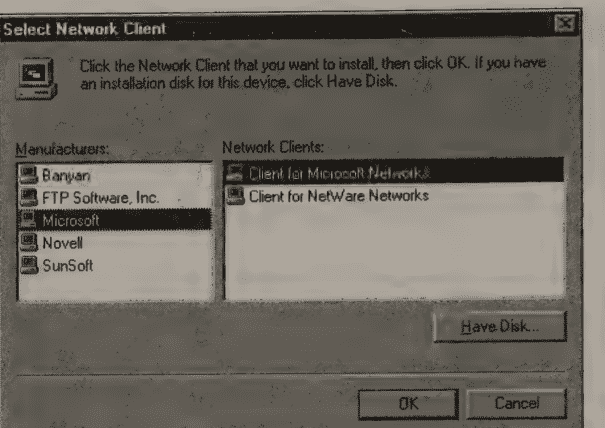 Select Network Client
Click the Network Client that you want to install, then click OK. If you have
an installation disk for this device, click Have Disk.
Manufacturers:
Banyan
FTP Software, Inc.
Microsoft
Novell
SunSoft
Network Clients:
Client for Microsoft Networks
Client for NetWare Networks
Have Disk...
OK
Cancel